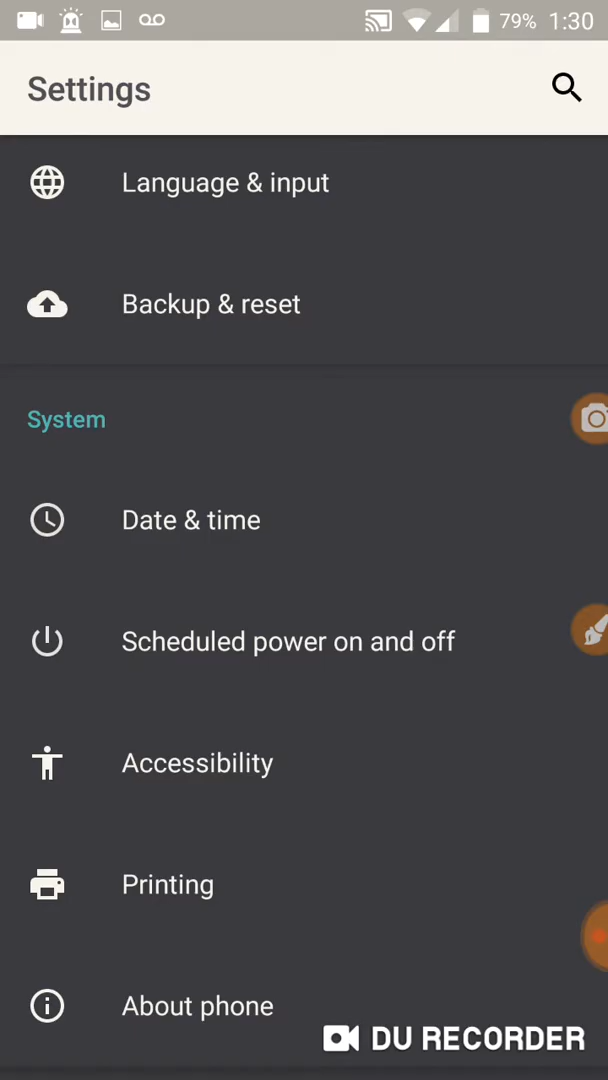 79% 1:30
Settings
Language & input
Backup & reset
System
Date & time
Scheduled power on and off
Accessibility
Printing
About phone
DU RECORDER